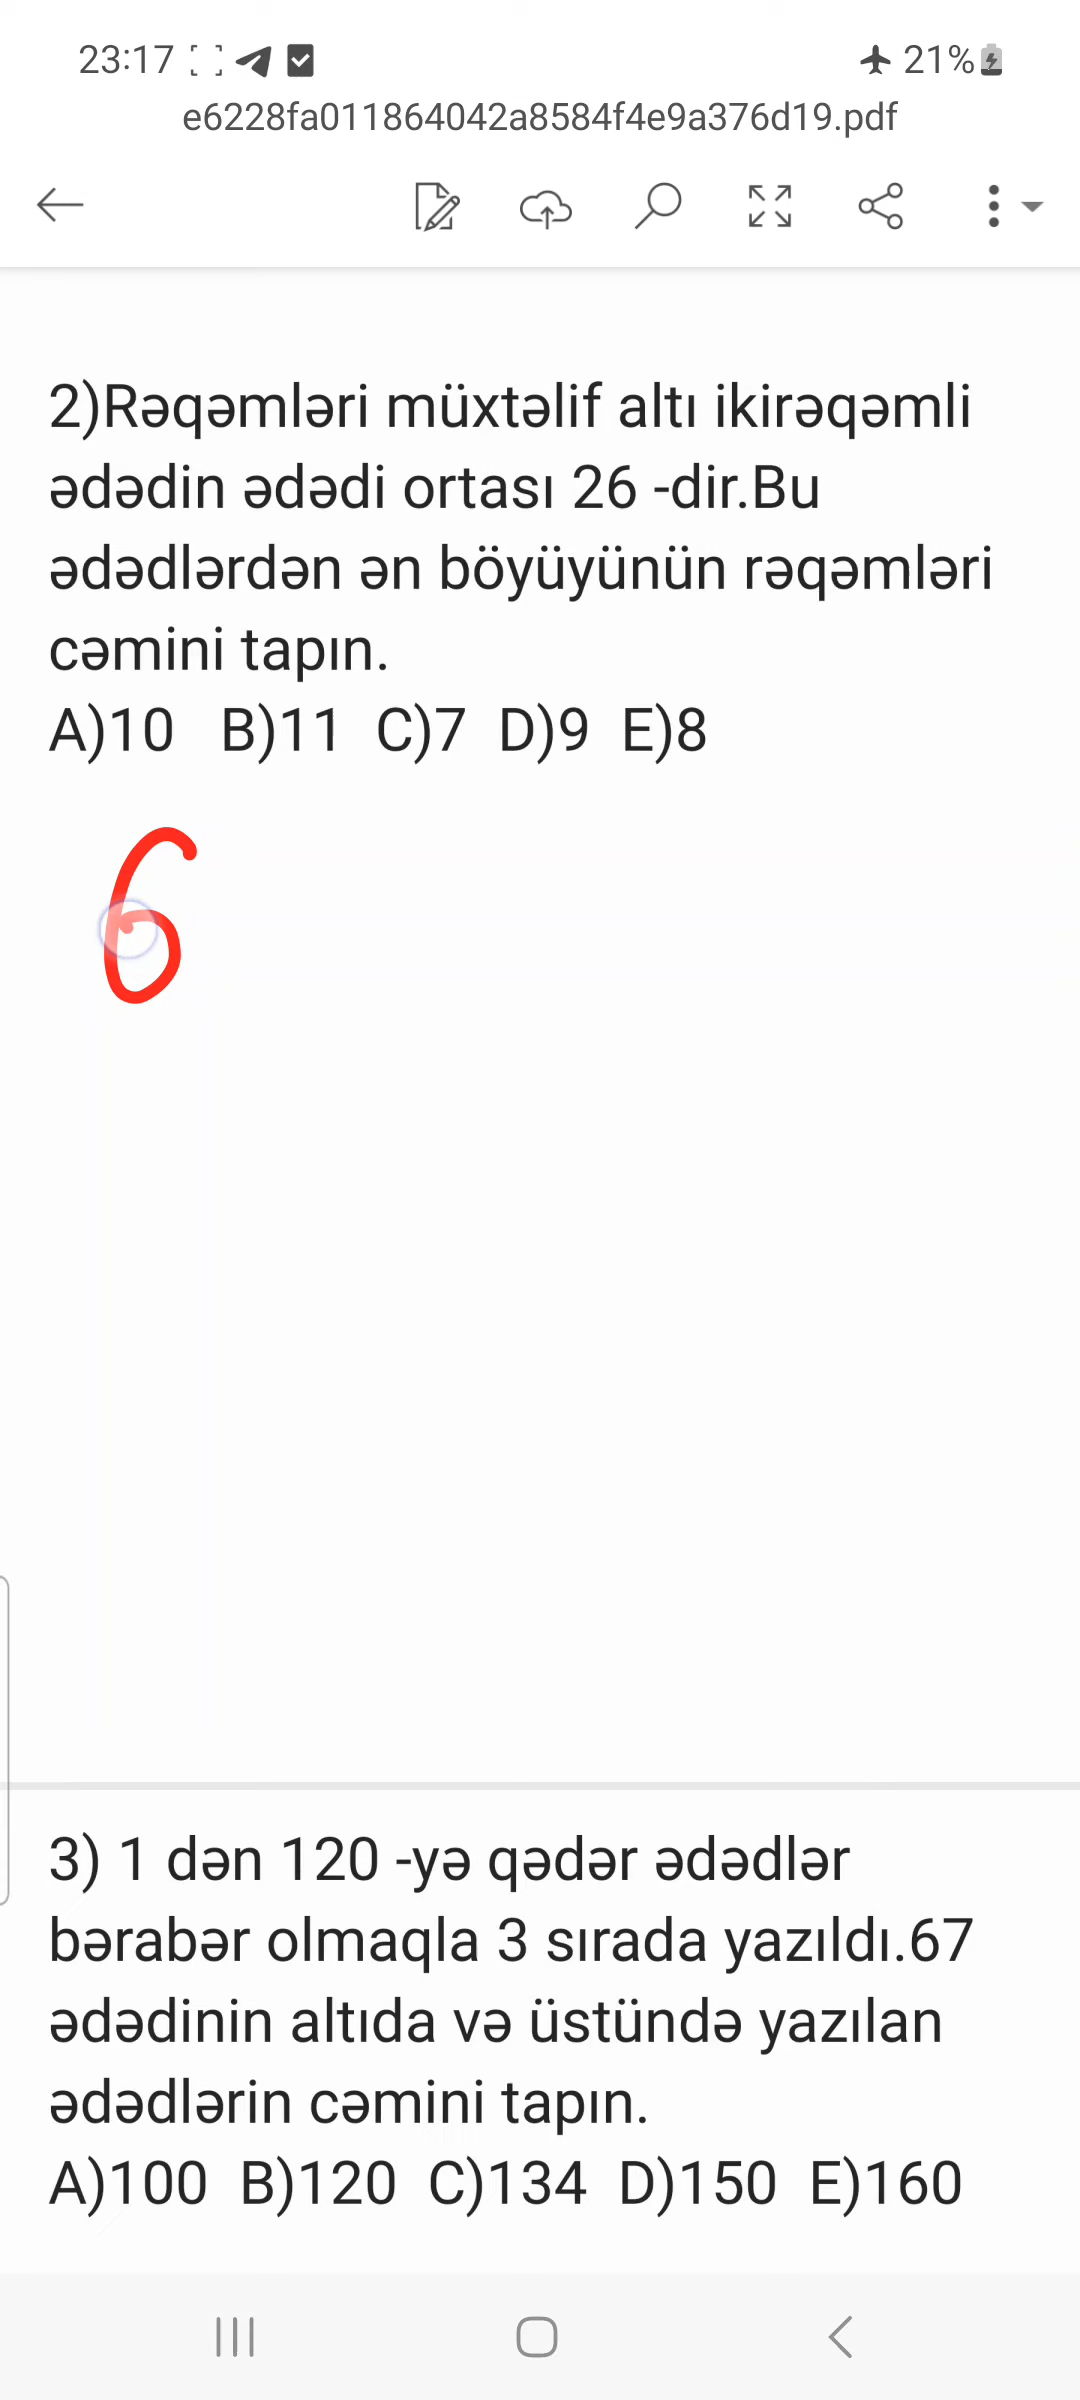 23:17
21%
e6228fa011864042a8584f4e9a376d19.pdf
2)Rəqəmləri müxtəlif altı ikirəqəmli
ədədin ədədi ortası 26 -dir.Bu
ədədlərdən ən böyüyünün rəqəmləri
cəmini tapın.
A)10 B)11 C)7 D)9 E)8
6
3) 1 dən 120 -yə qədər ədədlər
bərabər olmaqla 3 sırada yazıldı.67
ədədinin altıda və üstündə yazılan
ədədlərin cəmini tapın.
A)100 B)120 C)134 D)150 E)160